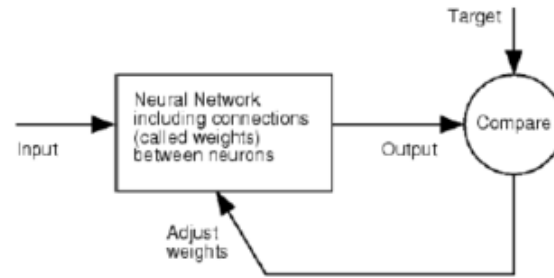 Target
Neural Network
including connections
(called weights)
between neurons
Input
Output
Compare
Adjust
weights